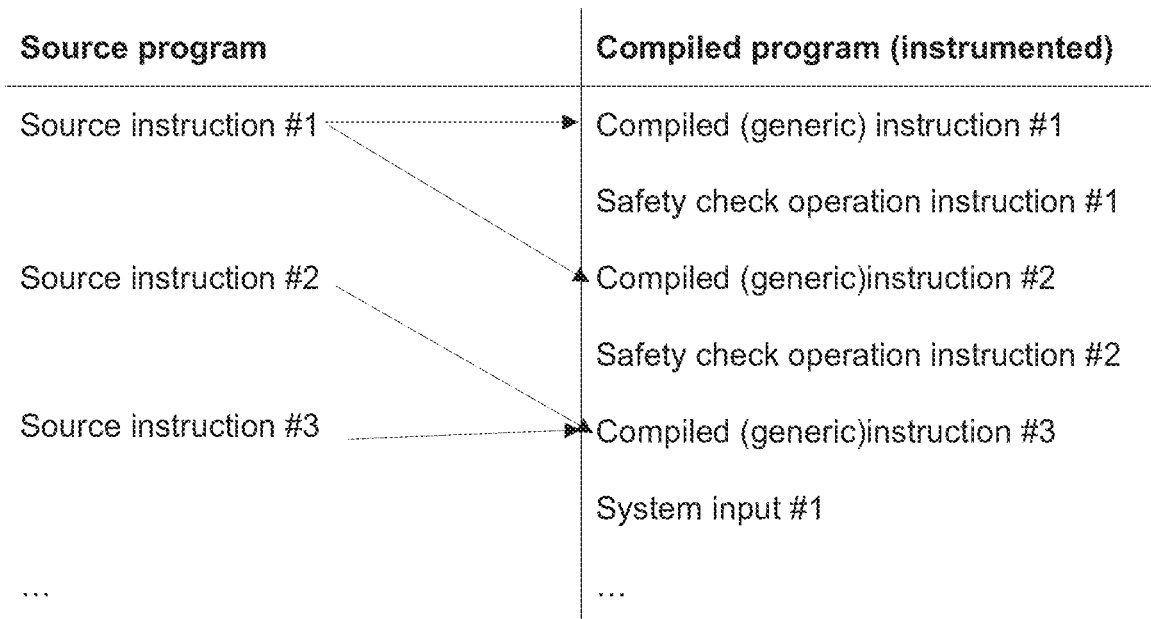 Source program
Compiled program (instrumented)
Source instruction #1
Compiled (generic) instruction #1
Safety check operation instruction #1
Source instruction #2
Compiled (generic)instruction #2
Safety check operation instruction #2
Source instruction #3
Compiled (generic)instruction #3
System input #1
...
...